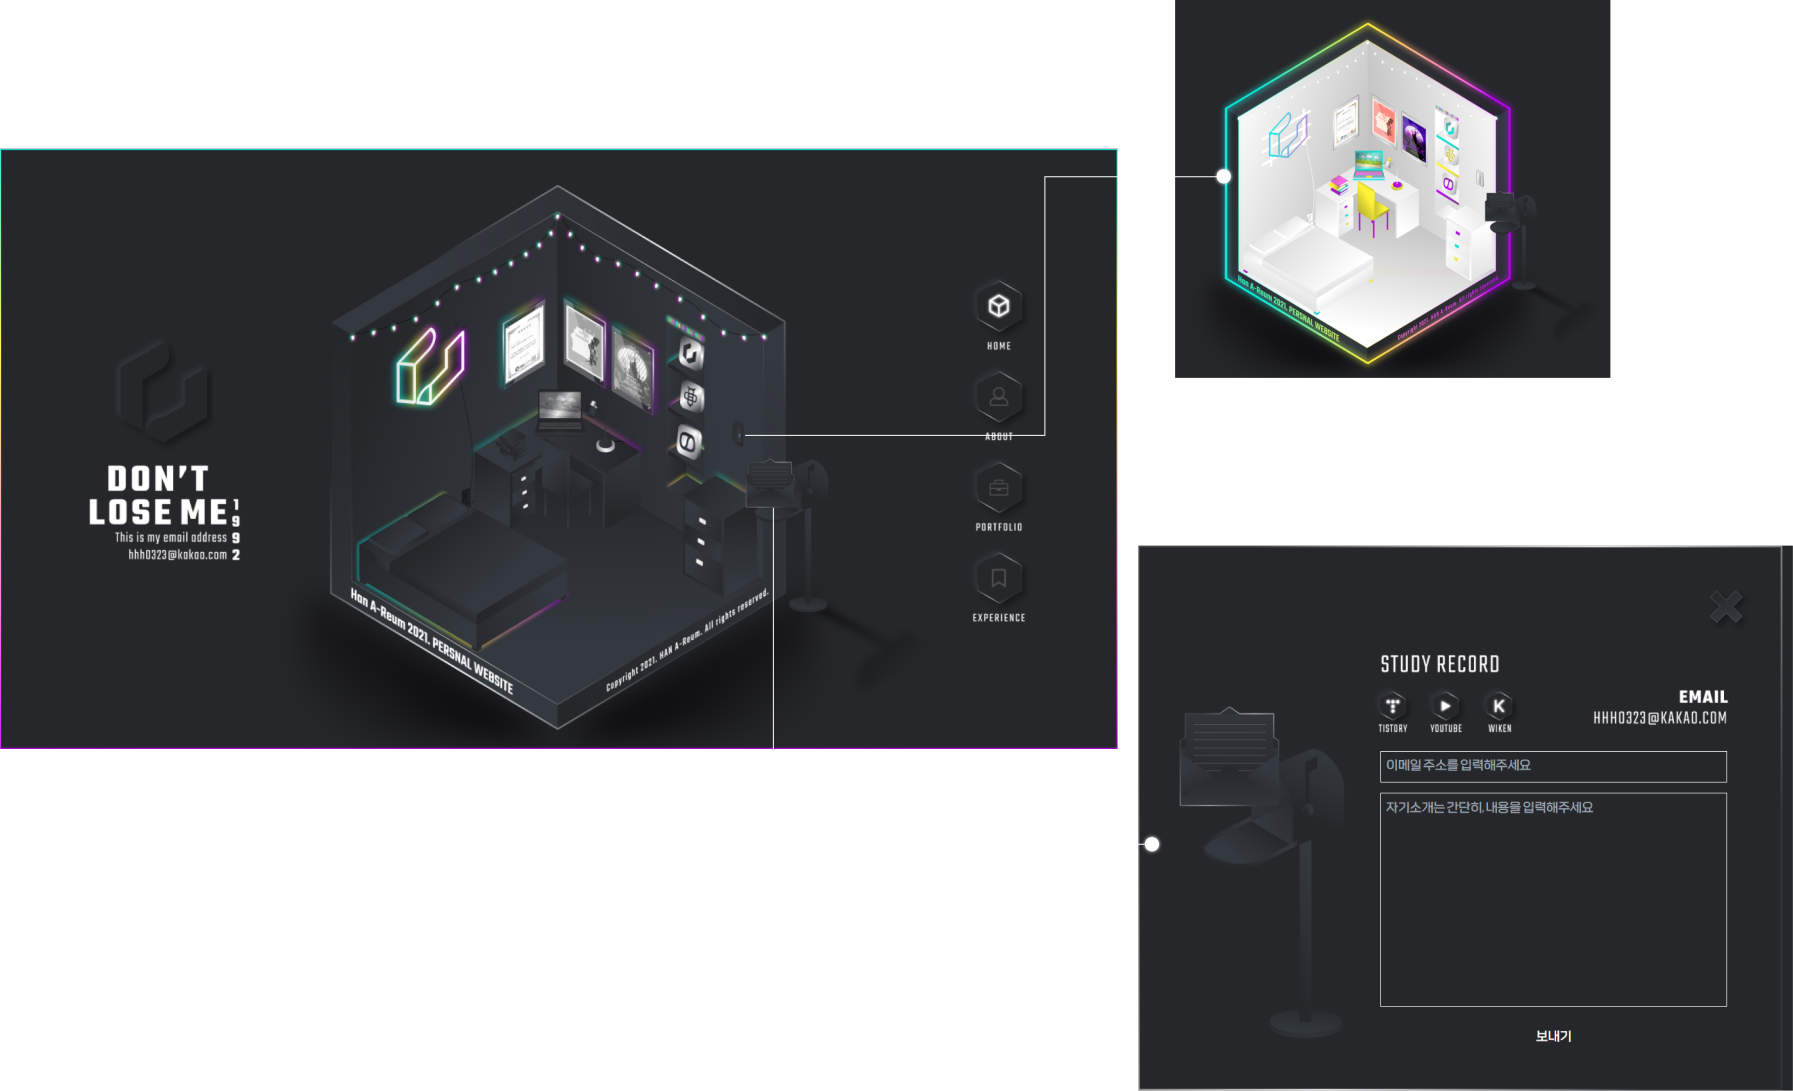 DON'T
LOSE ME
This is my email address
hhh0323@kakao.com
1
9
9
2
Han A-Reum 2021. PERSNAL WEBSITE
Copyright 2021. HAN A-Reum. All rights reserved.
HOME
ABOUT
PORTFOLIO
EXPERIENCE
Han A-Reum 2021. PERSNAL WEBSITE
Copyright 2021. HAN A-Reum. All rights reserved.
STUDY RECORD
TISTORY
YOUTUBE
WIKEN
EMAIL
HHH0323@KAKAO.COM
이메일 주소를 입력해주세요
자기소개는 간단히, 내용을 입력해주세요
보내기